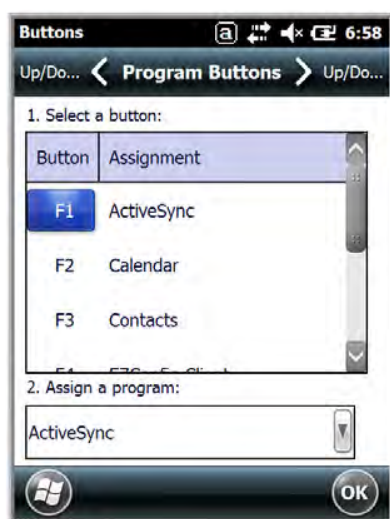 Buttons a 6:58
Up/Do... Program Buttons Up/Do...
1. Select a button:
Button Assignment
F1 ActiveSync
F2 Calendar
F3 Contacts
2. Assign a program:
ActiveSync
OK